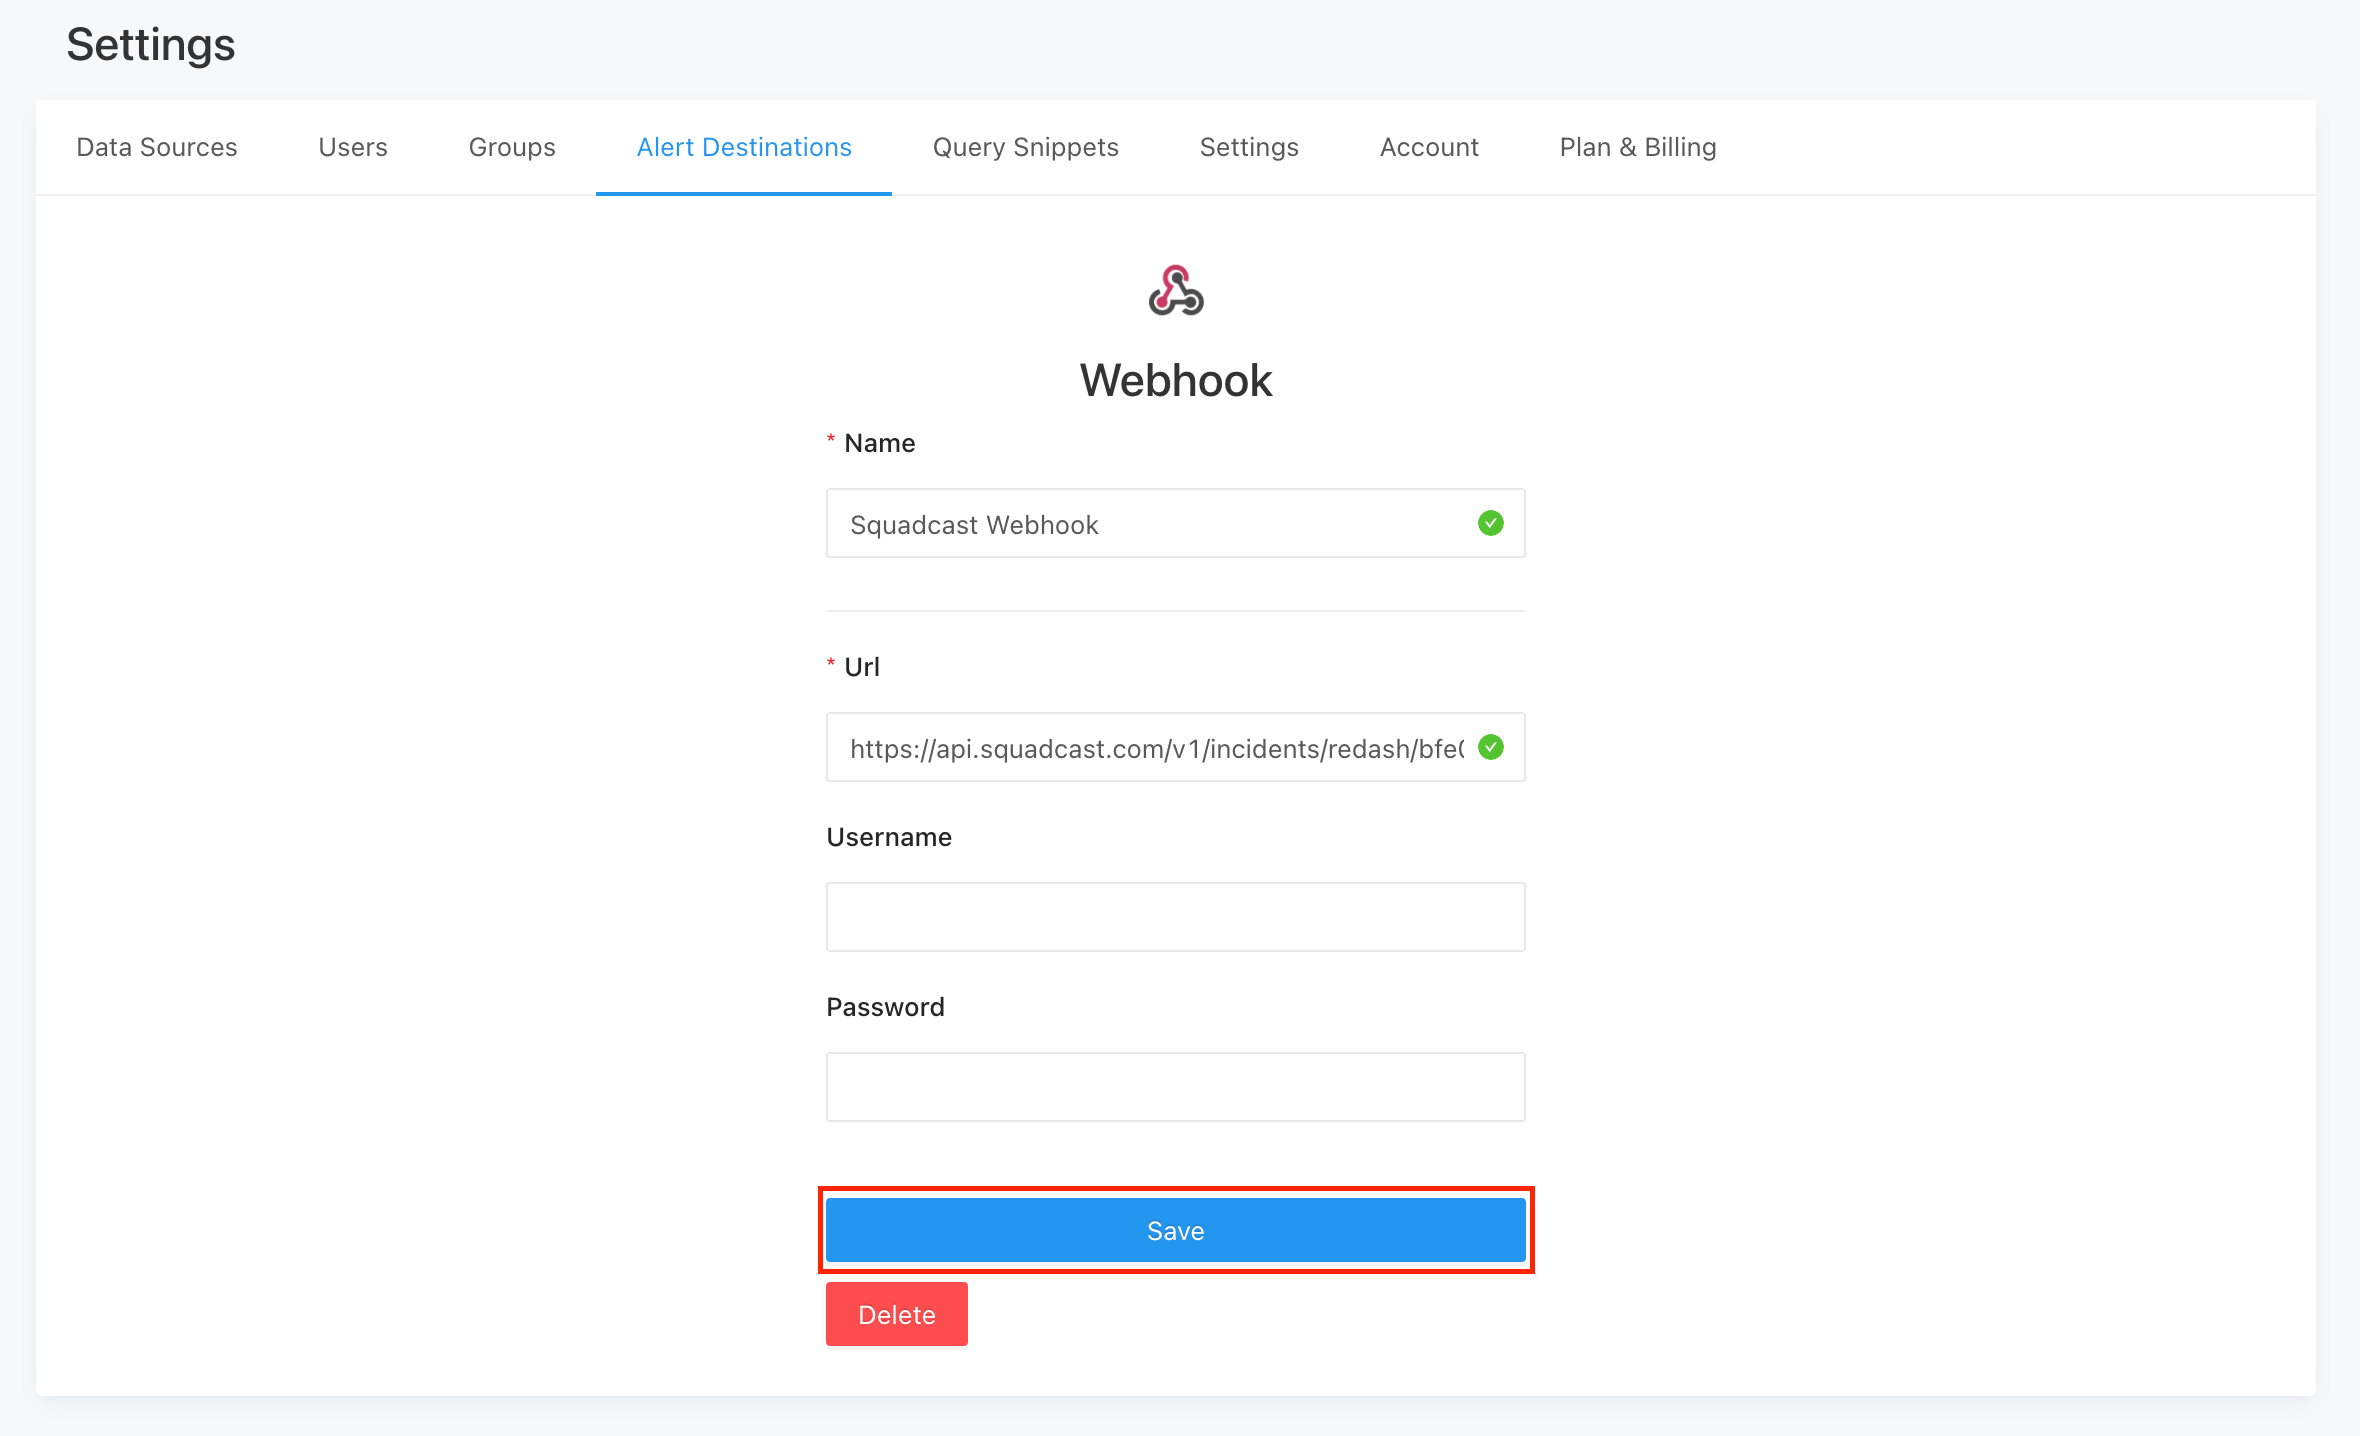 Settings
Data Sources Users Groups Alert Destinations Query Snippets Settings Account Plan & Billing
Webhook
* Name
Squadcast Webhook
* Url
https://api.squadcast.com/v1/incidents/redash/bfe
Username
Password
Save
Delete